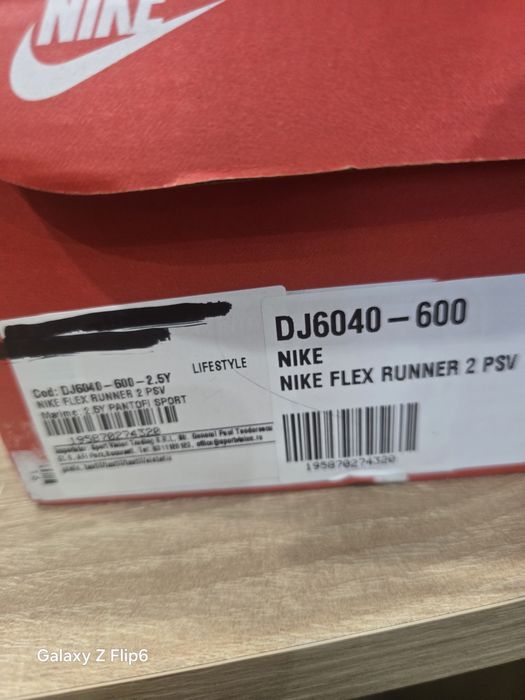 NIKE
LIFESTYLE
Cod: DJ6040-600-2.5Y
NIKE FLEX RUNNER 2 PSV
Marime: 2.5Y PANTOFI SPORT
195870274320
DJ6040-600
NIKE
NIKE FLEX RUNNER 2 PSV
195870274320
Galaxy Z Flip6